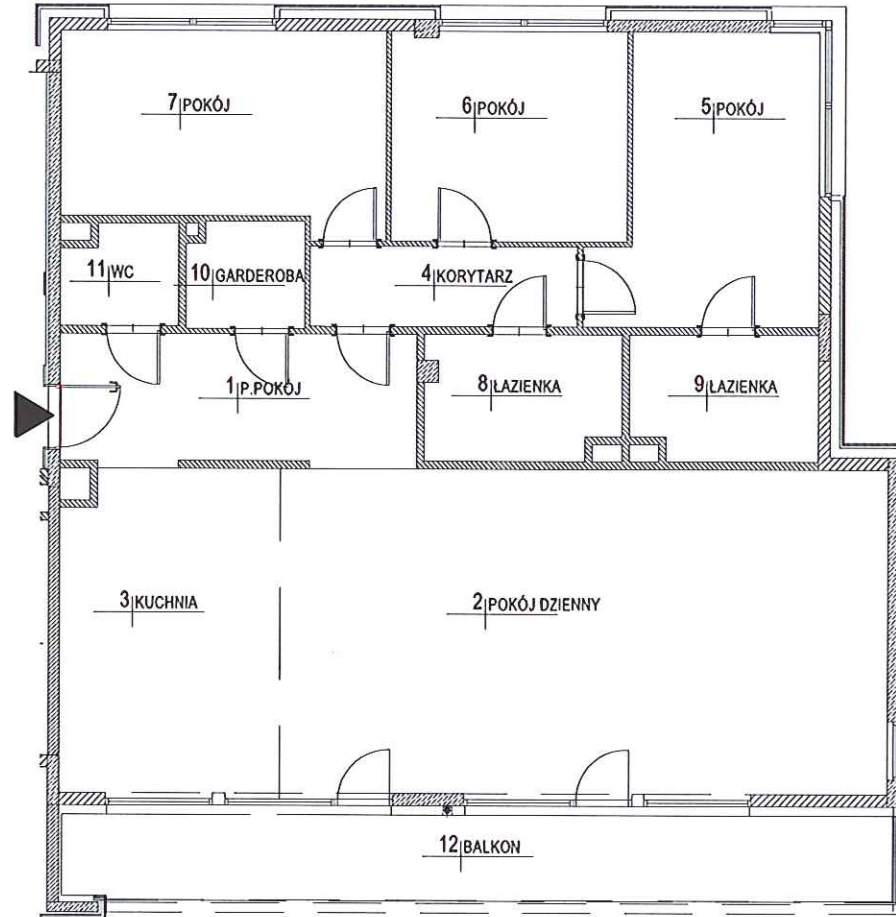 7 POKÓJ
6 POKÓJ
5 POKÓJ
11 WC
10 GARDEROBA
4 KORYTARZ
1 P.POKÓJ
8 ŁAZIENKA
9 ŁAZIENKA
3 KUCHNIA
2 POKÓJ DZIENNY
12 BALKON